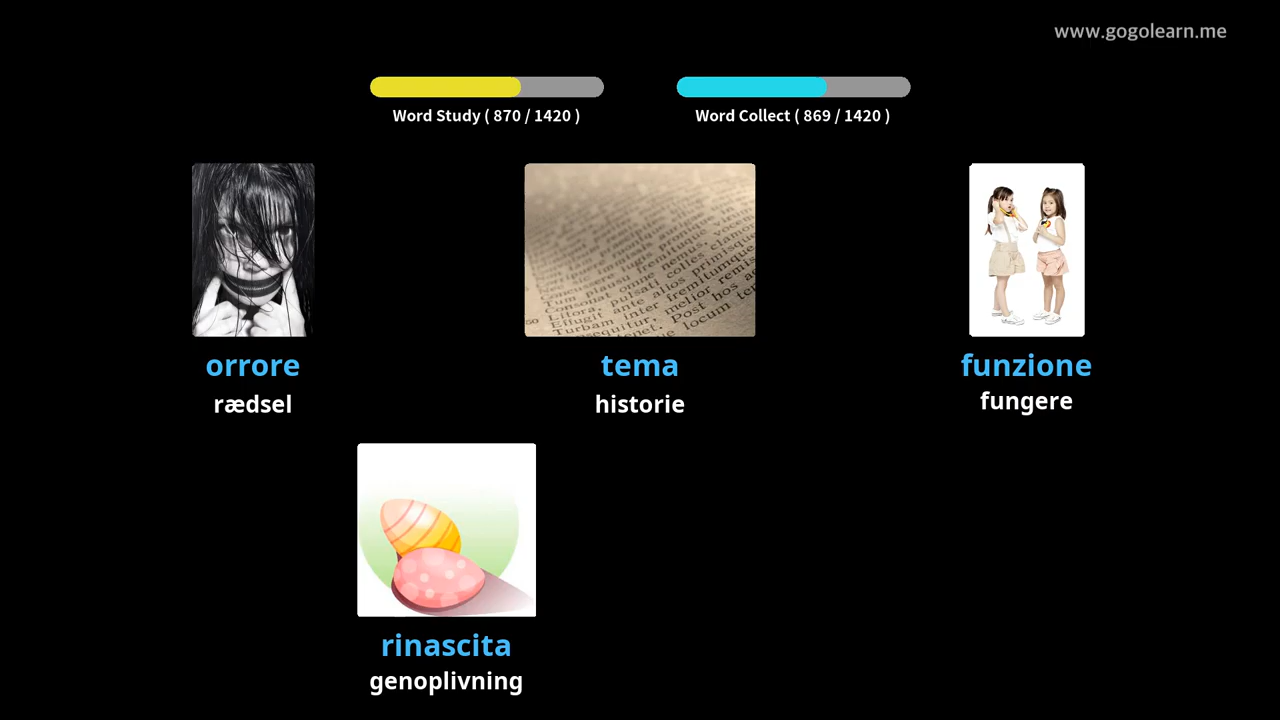 www.gogolearn.me
Word Study ( 870 / 1420 )
Word Collect ( 869 / 1420 )
orrore
rædsel
tema
historie
funzione
fungere
rinascita
genoplivning